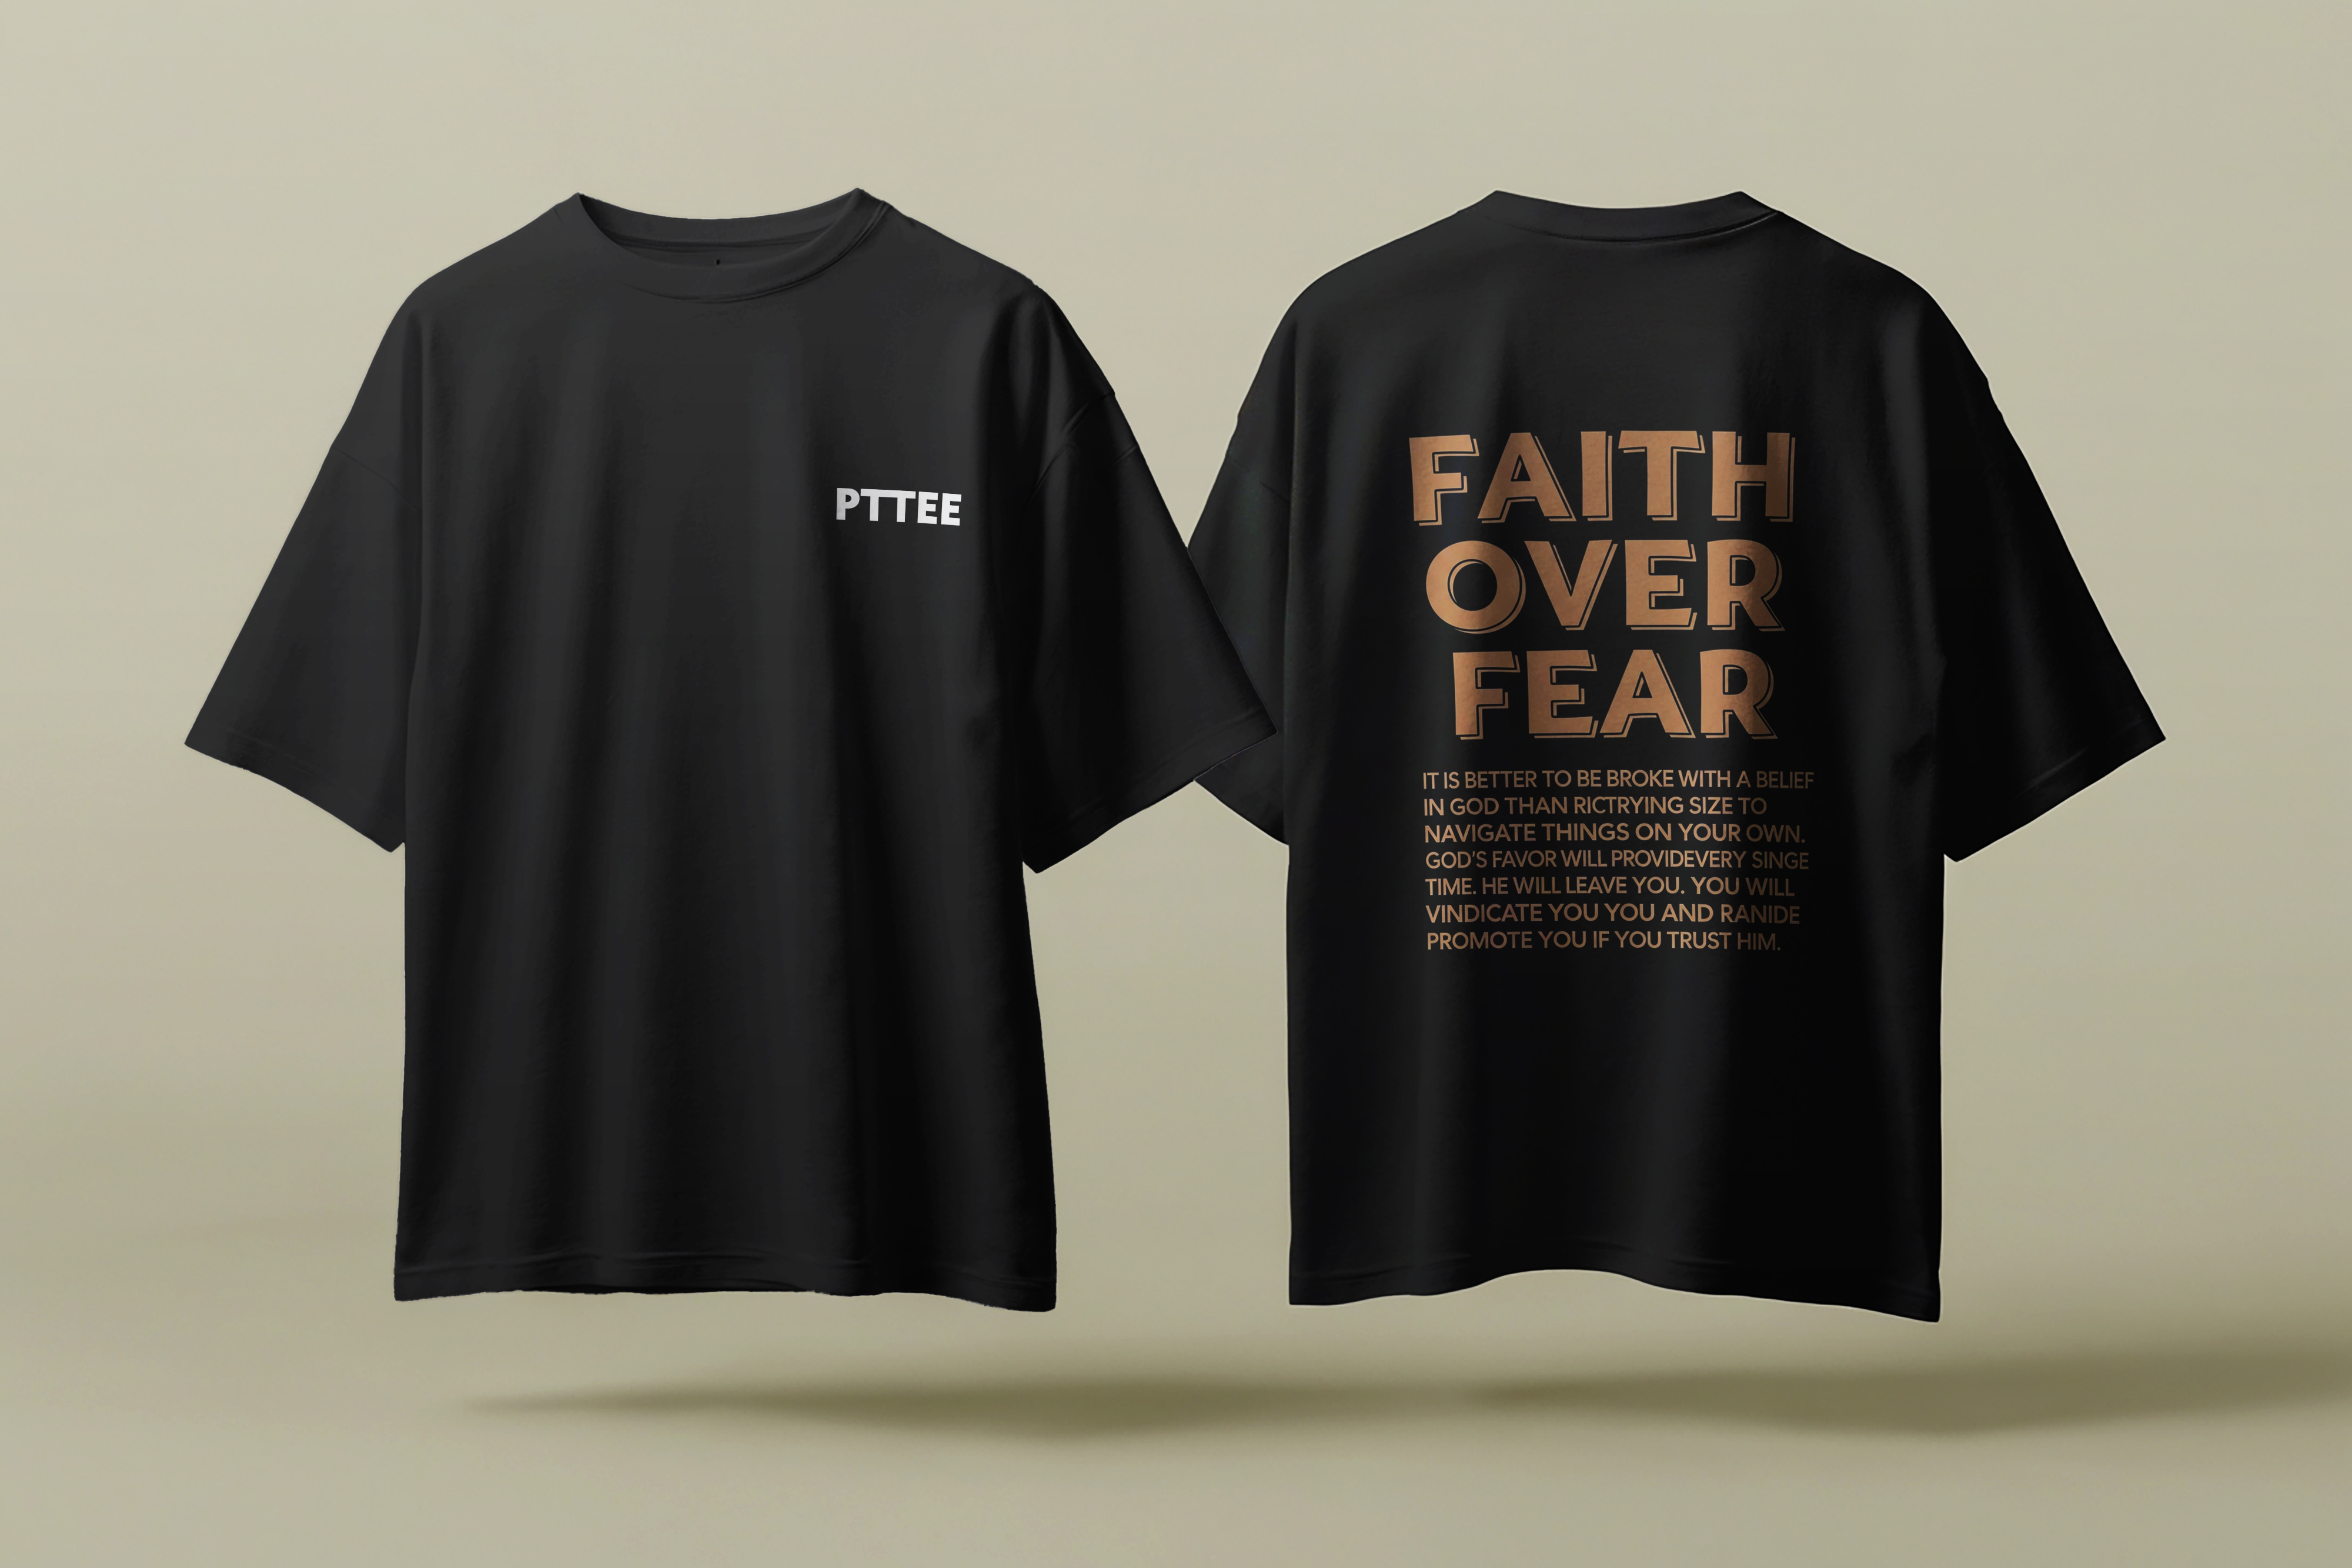 PTTEE
FAITH
OVER
FEAR
IT IS BETTER TO BE BROKE WITH A BELIEF
IN GOD THAN RICTRYING SIZE TO
NAVIGATE THINGS ON YOUR OWN.
GOD'S FAVOR WILL PROVIDEVERY SINGE
TIME. HE WILL LEAVE YOU. YOU WILL
VINDICATE YOU YOU AND RANIDE
PROMOTE YOU IF YOU TRUST HIM.